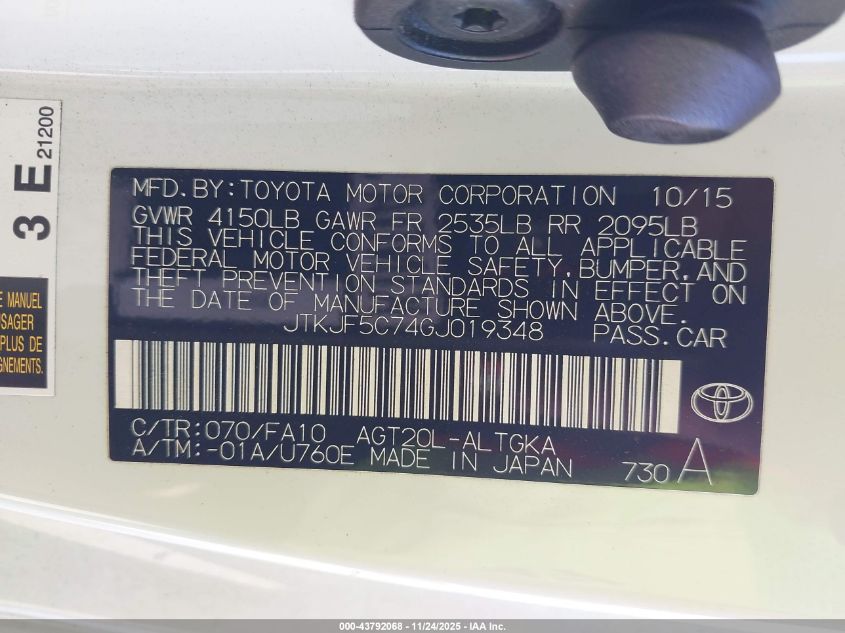 3 E
21200
E MANUEL
USAGER
PLUS DE
GNEMENTS.
MFD.BY:TOYOTA MOTOR CORPORATION 10/15
GVWR 4150LB GAWR FR 2535LB RR 2095LB
THIS VEHICLE CONFORMS TO ALL APPLICABLE
FEDERAL MOTOR VEHICLE SAFETY,BUMPER,AND
THEFT PREVENTION STANDARDS IN EFFECT ON
THE DATE OF MANUFACTURE SHOWN ABOVE.
JTKJF5C74GJ019348 PASS.CAR
C/TR:070/FA10 AGT20L-ALTGKA
A/TM:-01A/U760E MADE IN JAPAN 730 A
000-43792068 - 11/24/2025 - IAA Inc.